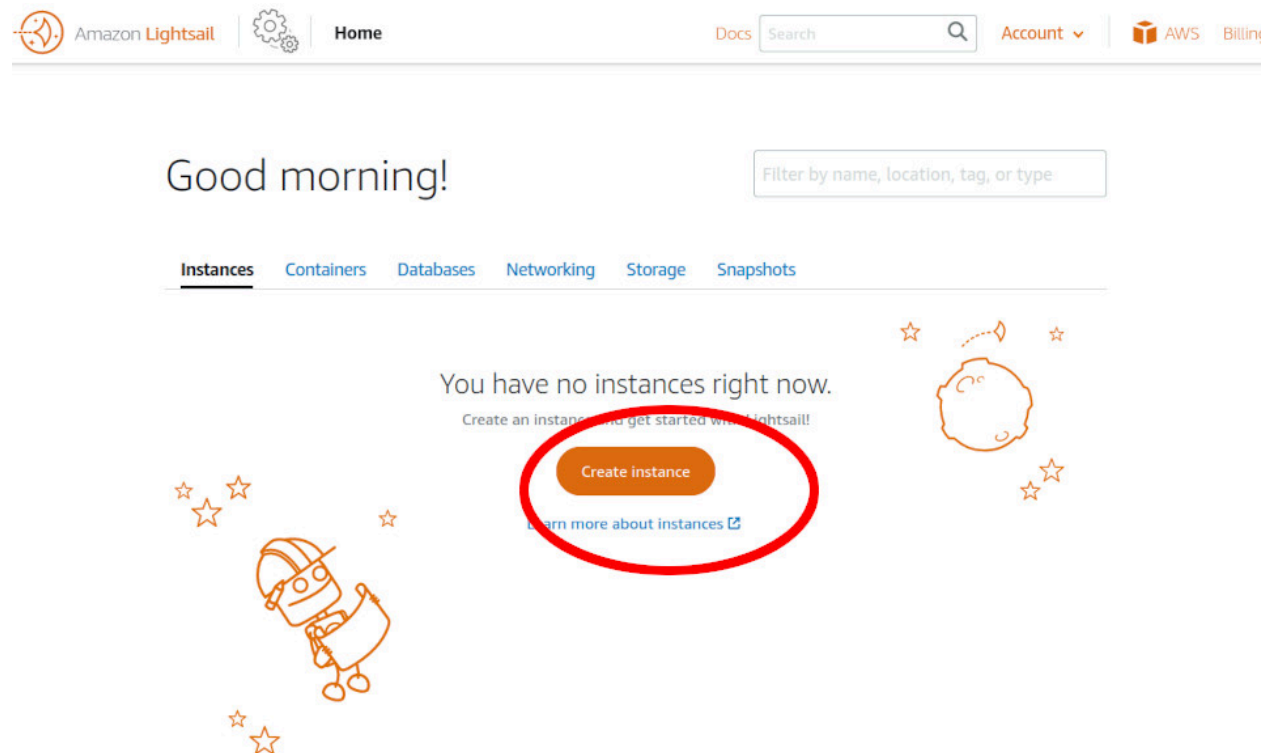 Amazon Lightsail Home Docs Search Account AWS Billing
Good morning!
Filter by name, location, tag, or type
Instances Containers Databases Networking Storage Snapshots
You have no instances right now.
Create an instance and get started with Lightsail!
Create instance
Learn more about instances